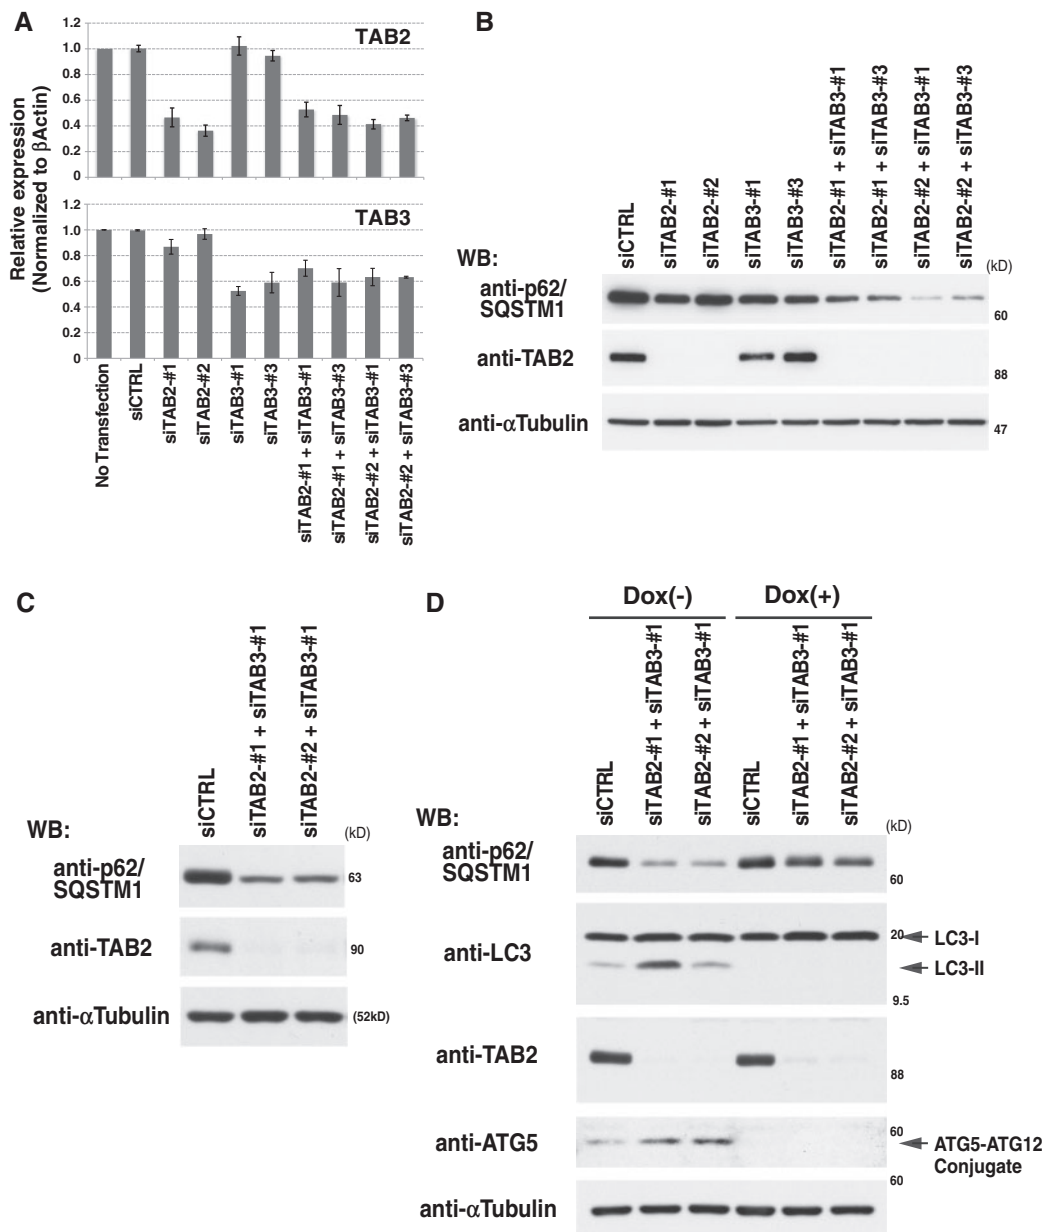 A
1.2
1.0
0.8
0.6
0.4
0.2
0
TAB2
1.2
1.0
0.8
0.6
0.4
0.2
0
TAB3
Relative expression
(Normalized to βActin)
No Transfection
siCTRL
siTAB2-#1
siTAB2-#2
siTAB3-#1
siTAB3-#3
siTAB2-#1 + siTAB3-#1
siTAB2-#1 + siTAB3-#3
siTAB2-#2 + siTAB3-#1
siTAB2-#2 + siTAB3-#3
B
siCTRL
siTAB2-#1
siTAB2-#2
siTAB3-#1
siTAB3-#3
siTAB2-#1 + siTAB3-#1
siTAB2-#1 + siTAB3-#3
siTAB2-#2 + siTAB3-#1
siTAB2-#2 + siTAB3-#3
WB:
(kD)
anti-p62/
SQSTM1
60
anti-TAB2
88
anti-αTubulin
47
C
siCTRL
siTAB2-#1 + siTAB3-#1
siTAB2-#2 + siTAB3-#1
WB:
(kD)
anti-p62/
SQSTM1
63
anti-TAB2
90
anti-αTubulin
(52kD)
D
Dox(-)
Dox(+)
siCTRL
siTAB2-#1 + siTAB3-#1
siTAB2-#2 + siTAB3-#1
siCTRL
siTAB2-#1 + siTAB3-#1
siTAB2-#2 + siTAB3-#1
WB:
(kD)
anti-p62/
SQSTM1
60
anti-LC3
20
LC3-I
LC3-II
9.5
anti-TAB2
88
anti-ATG5
60
ATG5-ATG12
Conjugate
60
anti-αTubulin